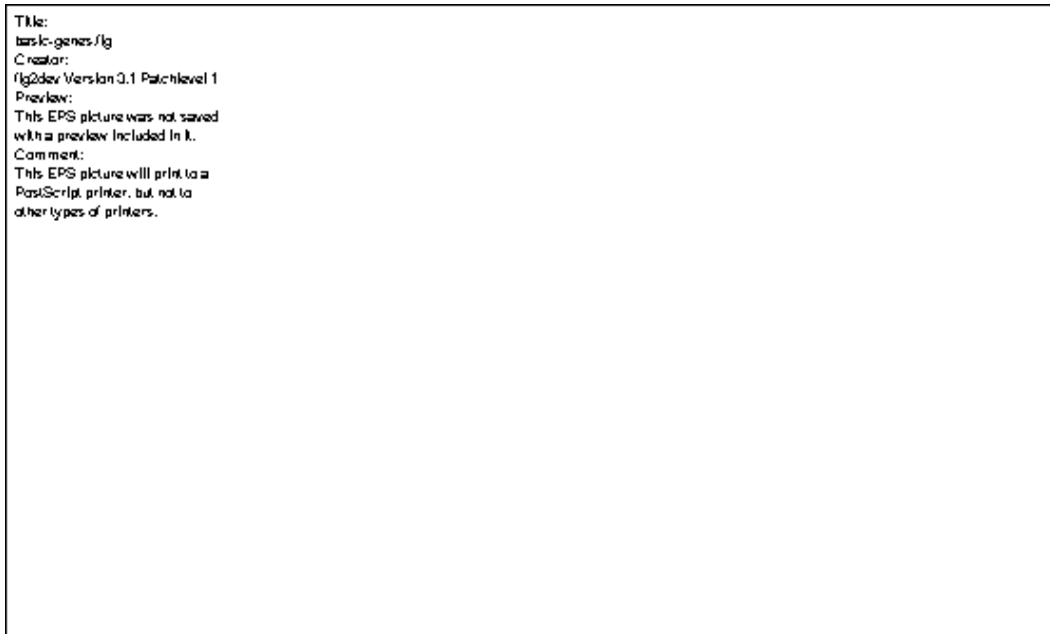 Title:
basic-genes.fig
Creator:
fig2dev Version 3.1 Patchlevel 1
Preview:
This EPS picture was not saved
with a preview included in it.
Comment:
This EPS picture will print to a
PostScript printer, but not to
other types of printers.